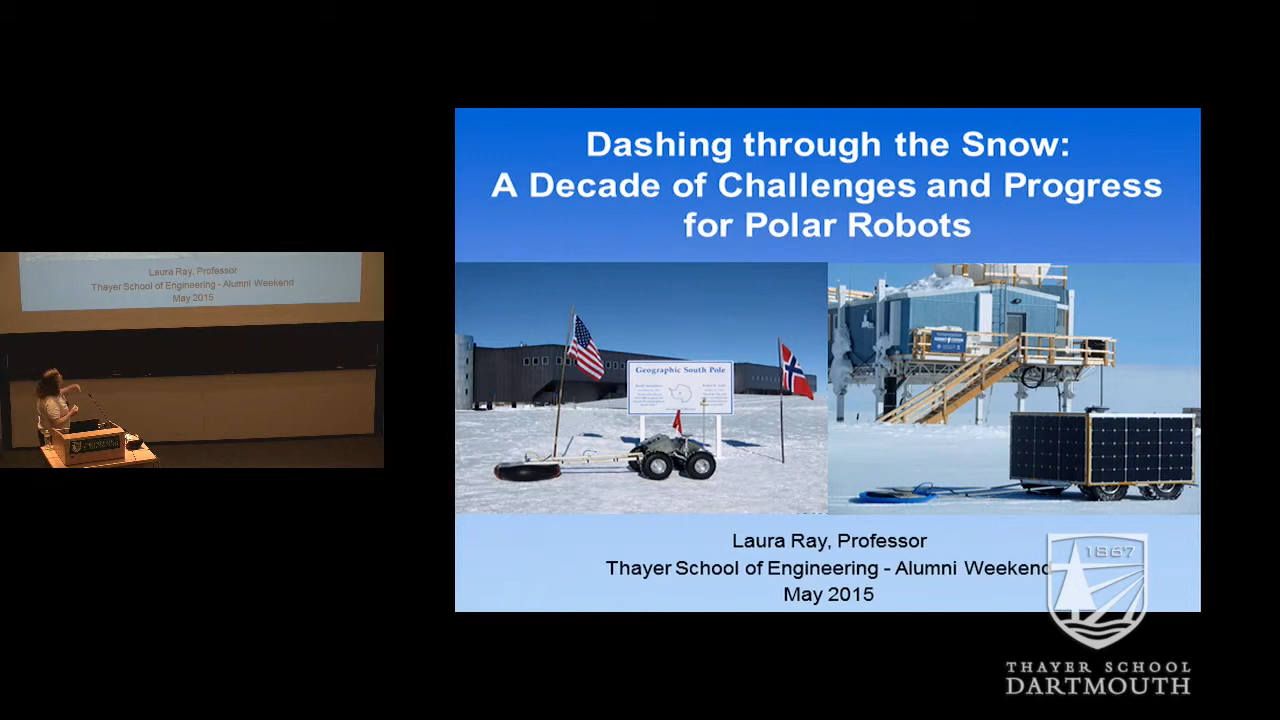 Dashing through the Snow:
A Decade of Challenges and Progress
for Polar Robots
Geographic South Pole
Laura Ray, Professor
Thayer School of Engineering - Alumni Weekend
May 2015
Laura Ray, Professor
Thayer School of Engineering - Alumni Weekend
May 2015
1867
THAYER SCHOOL
DARTMOUTH